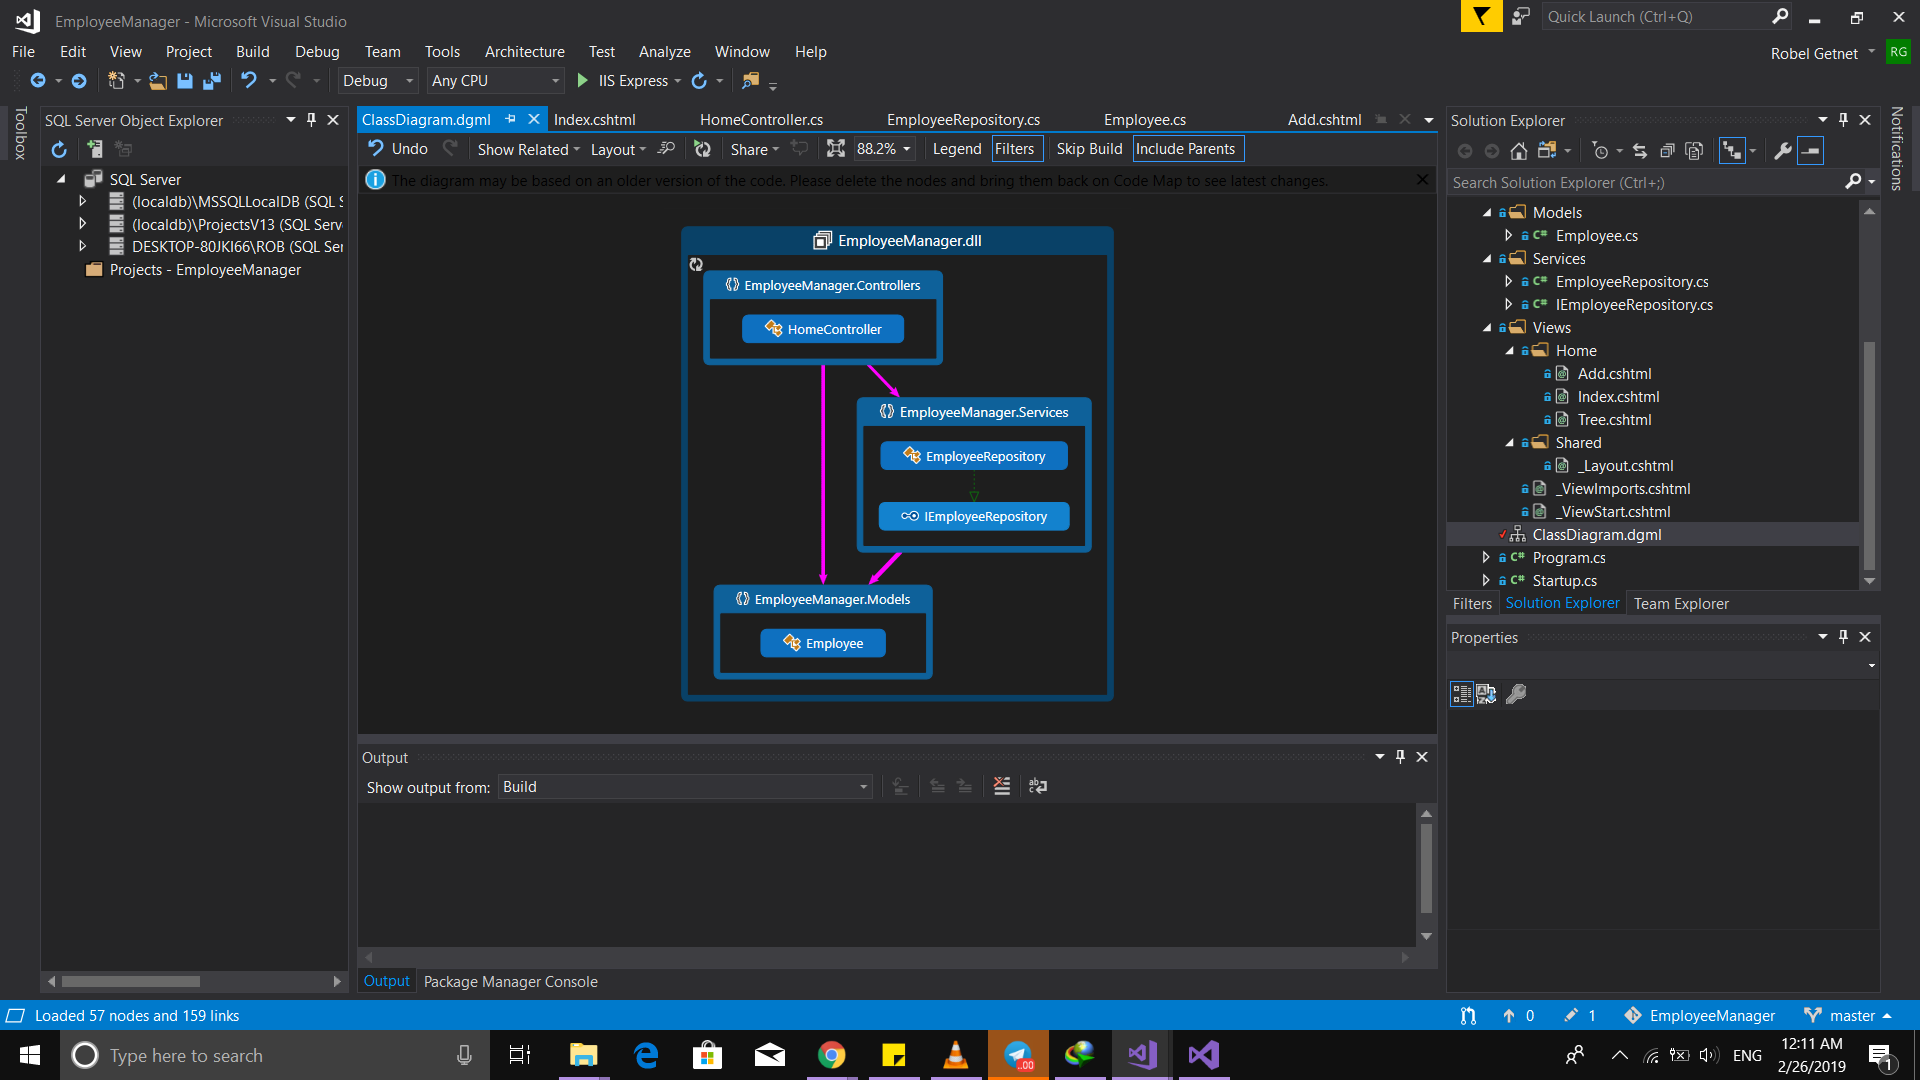 EmployeeManager - Microsoft Visual Studio
Quick Launch (Ctrl+Q)
File Edit View Project Build Debug Team Tools Architecture Test Analyze Window Help
Robel Getnet RG
Debug Any CPU IIS Express
Toolbox
SQL Server Object Explorer
SQL Server
(localdb)\MSSQLLocalDB (SQL S
(localdb)\ProjectsV13 (SQL Serv
DESKTOP-80JKI66\ROB (SQL Ser
Projects - EmployeeManager
ClassDiagram.dgml Index.cshtml HomeController.cs EmployeeRepository.cs Employee.cs Add.cshtml
Undo Show Related Layout Share 88.2% Legend Filters Skip Build Include Parents
The diagram may be based on an older version of the code. Please delete the nodes and bring them back on Code Map to see latest changes.
EmployeeManager.dll
EmployeeManager.Controllers
HomeController
EmployeeManager.Services
EmployeeRepository
IEmployeeRepository
EmployeeManager.Models
Employee
Output
Show output from: Build
Output Package Manager Console
Solution Explorer
Search Solution Explorer (Ctrl+;)
Models
C# Employee.cs
Services
C# EmployeeRepository.cs
C# IEmployeeRepository.cs
Views
Home
Add.cshtml
Index.cshtml
Tree.cshtml
Shared
_Layout.cshtml
_ViewImports.cshtml
_ViewStart.cshtml
ClassDiagram.dgml
C# Program.cs
C# Startup.cs
Filters Solution Explorer Team Explorer
Properties
Notifications
Loaded 57 nodes and 159 links
0 1 EmployeeManager master
Type here to search
..00
ENG
12:11 AM
2/26/2019
1